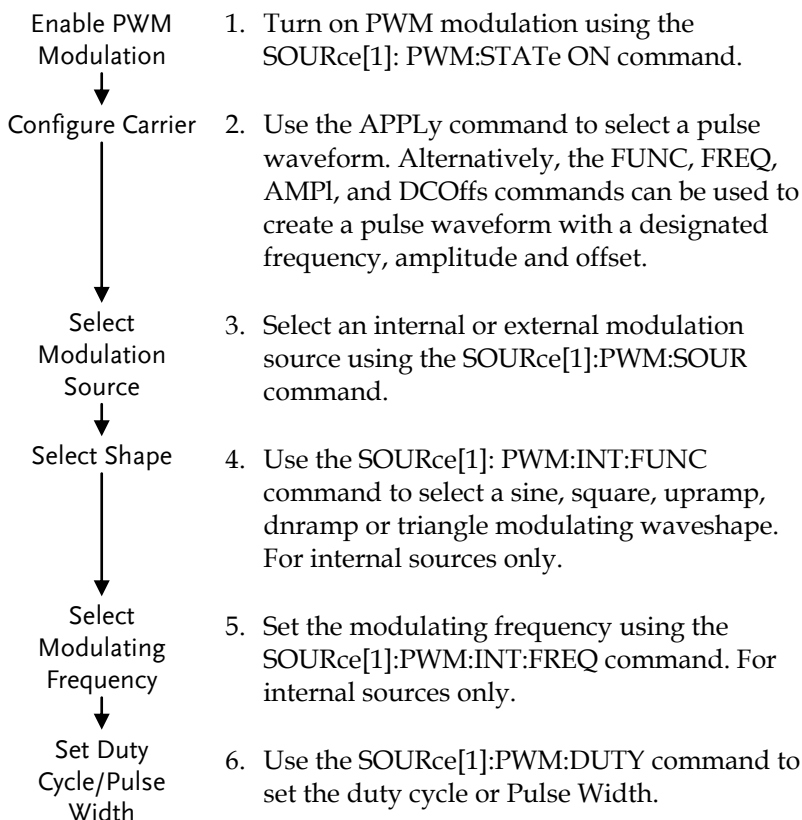 Enable PWM
Modulation
1. Turn on PWM modulation using the
SOURce[1]: PWM:STATe ON command.
Configure Carrier
2. Use the APPLy command to select a pulse
waveform. Alternatively, the FUNC, FREQ,
AMPl, and DCOffs commands can be used to
create a pulse waveform with a designated
frequency, amplitude and offset.
Select
Modulation
Source
3. Select an internal or external modulation
source using the SOURce[1]:PWM:SOUR
command.
Select Shape
4. Use the SOURce[1]: PWM:INT:FUNC
command to select a sine, square, upramp,
dnramp or triangle modulating waveshape.
For internal sources only.
Select
Modulating
Frequency
5. Set the modulating frequency using the
SOURce[1]:PWM:INT:FREQ command. For
internal sources only.
Set Duty
Cycle/Pulse
Width
6. Use the SOURce[1]:PWM:DUTY command to
set the duty cycle or Pulse Width.